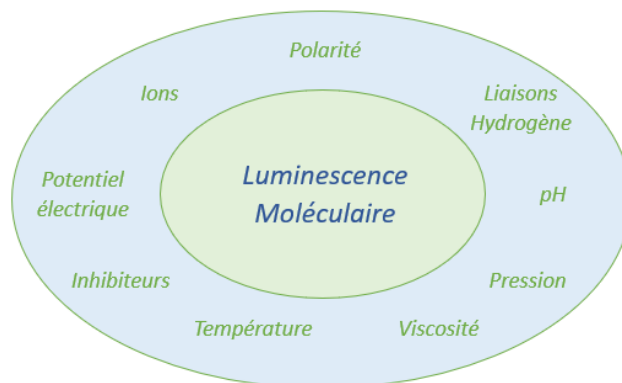 Polarité
Ions
Liaisons
Hydrogène
Luminescence
Moléculaire
Potentiel
électrique
pH
Inhibiteurs
Pression
Température
Viscosité